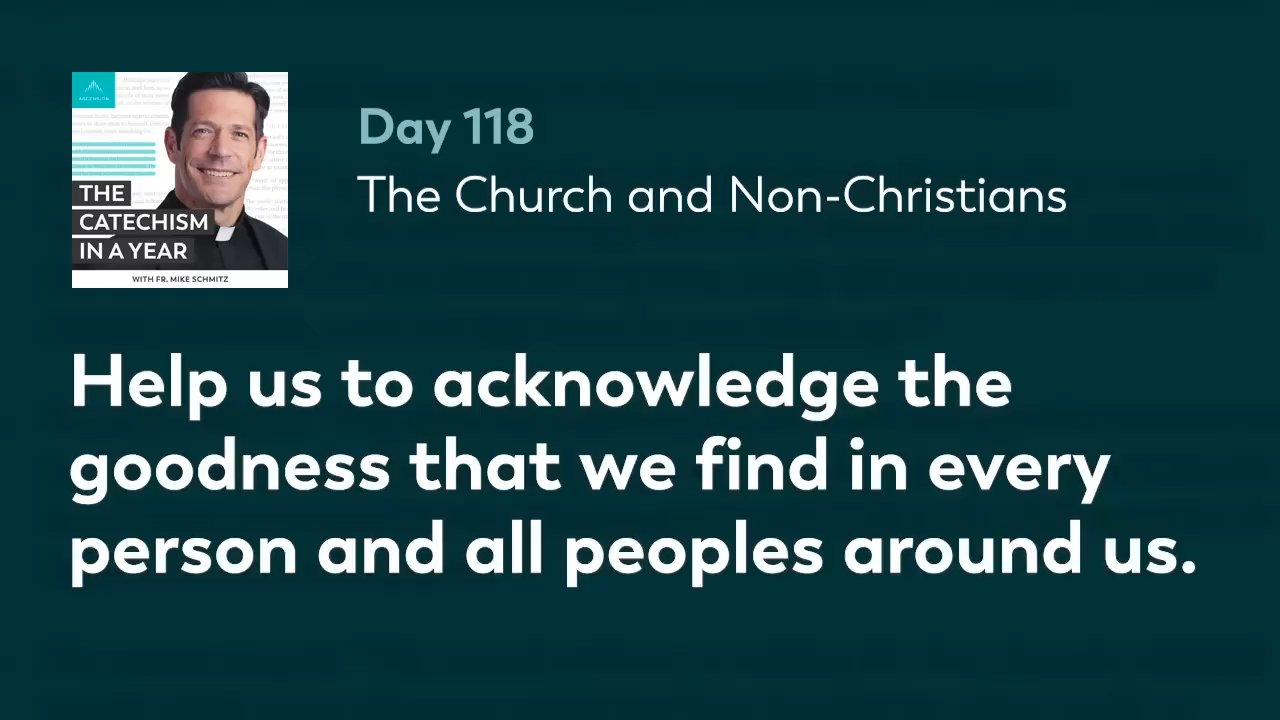 ASCENSION
THE
CATECHISM
IN A YEAR
WITH FR. MIKE SCHMITZ
Day 118
The Church and Non-Christians
Help us to acknowledge the
goodness that we find in every
person and all peoples around us.